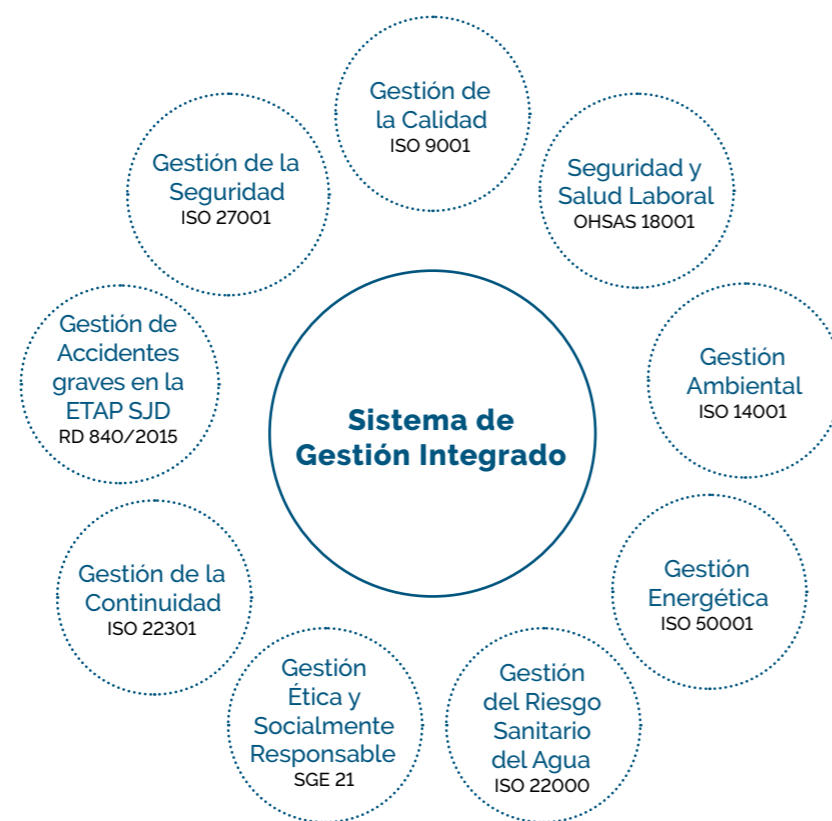 Gestión de
la Calidad
ISO 9001
Seguridad y
Salud Laboral
OHSAS 18001
Gestión
Ambiental
ISO 14001
Gestión
Energética
ISO 50001
Gestión
del Riesgo
Sanitario
del Agua
ISO 22000
Gestión
Ética y
Socialmente
Responsable
SGE 21
Gestión de la
Continuidad
ISO 22301
Gestión de
Accidentes
graves en la
ETAP SJD
RD 840/2015
Gestión de la
Seguridad
ISO 27001
Sistema de
Gestión Integrado